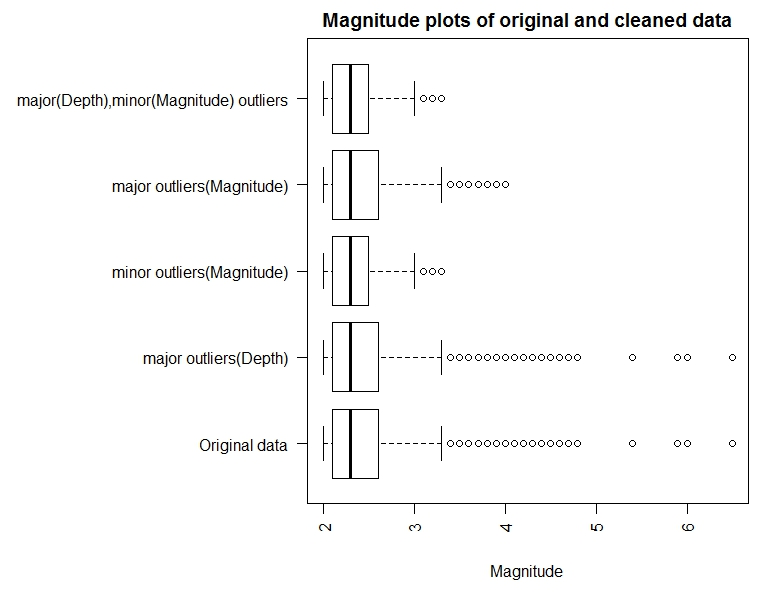 Magnitude plots of original and cleaned data
major(Depth),minor(Magnitude) outliers
major outliers(Magnitude)
minor outliers(Magnitude)
major outliers(Depth)
Original data
2 3 4 5 6
Magnitude